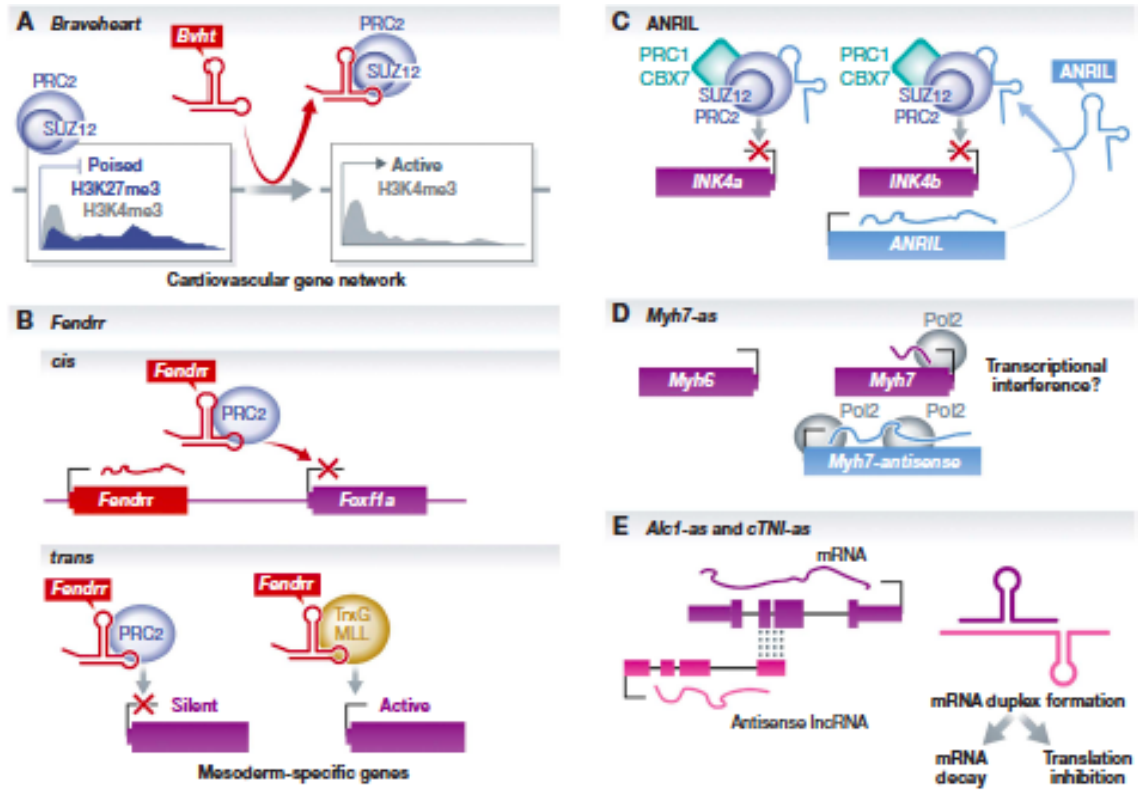 A Braveheart
Bvht
PRC2
SUZ12
PRC2
SUZ12
Poised
H3K27me3
H3K4me3
Active
H3K4me3
Cardiovascular gene network
B Fendrr
cis
Fendrr
PRC2
Fendrr
Foxf1a
trans
Fendrr
PRC2
Silent
Fendrr
TrxG
MLL
Active
Mesoderm-specific genes
C ANRIL
PRC1
CBX7
SUZ12
PRC2
INK4a
PRC1
CBX7
SUZ12
PRC2
INK4b
ANRIL
ANRIL
D Myh7-as
Myh6
Pol2
Myh7
Transcriptional
interference?
Pol2
Pol2
Myh7-antisense
E Alc1-as and cTNI-as
mRNA
Antisense lncRNA
mRNA duplex formation
mRNA
decay
Translation
inhibition